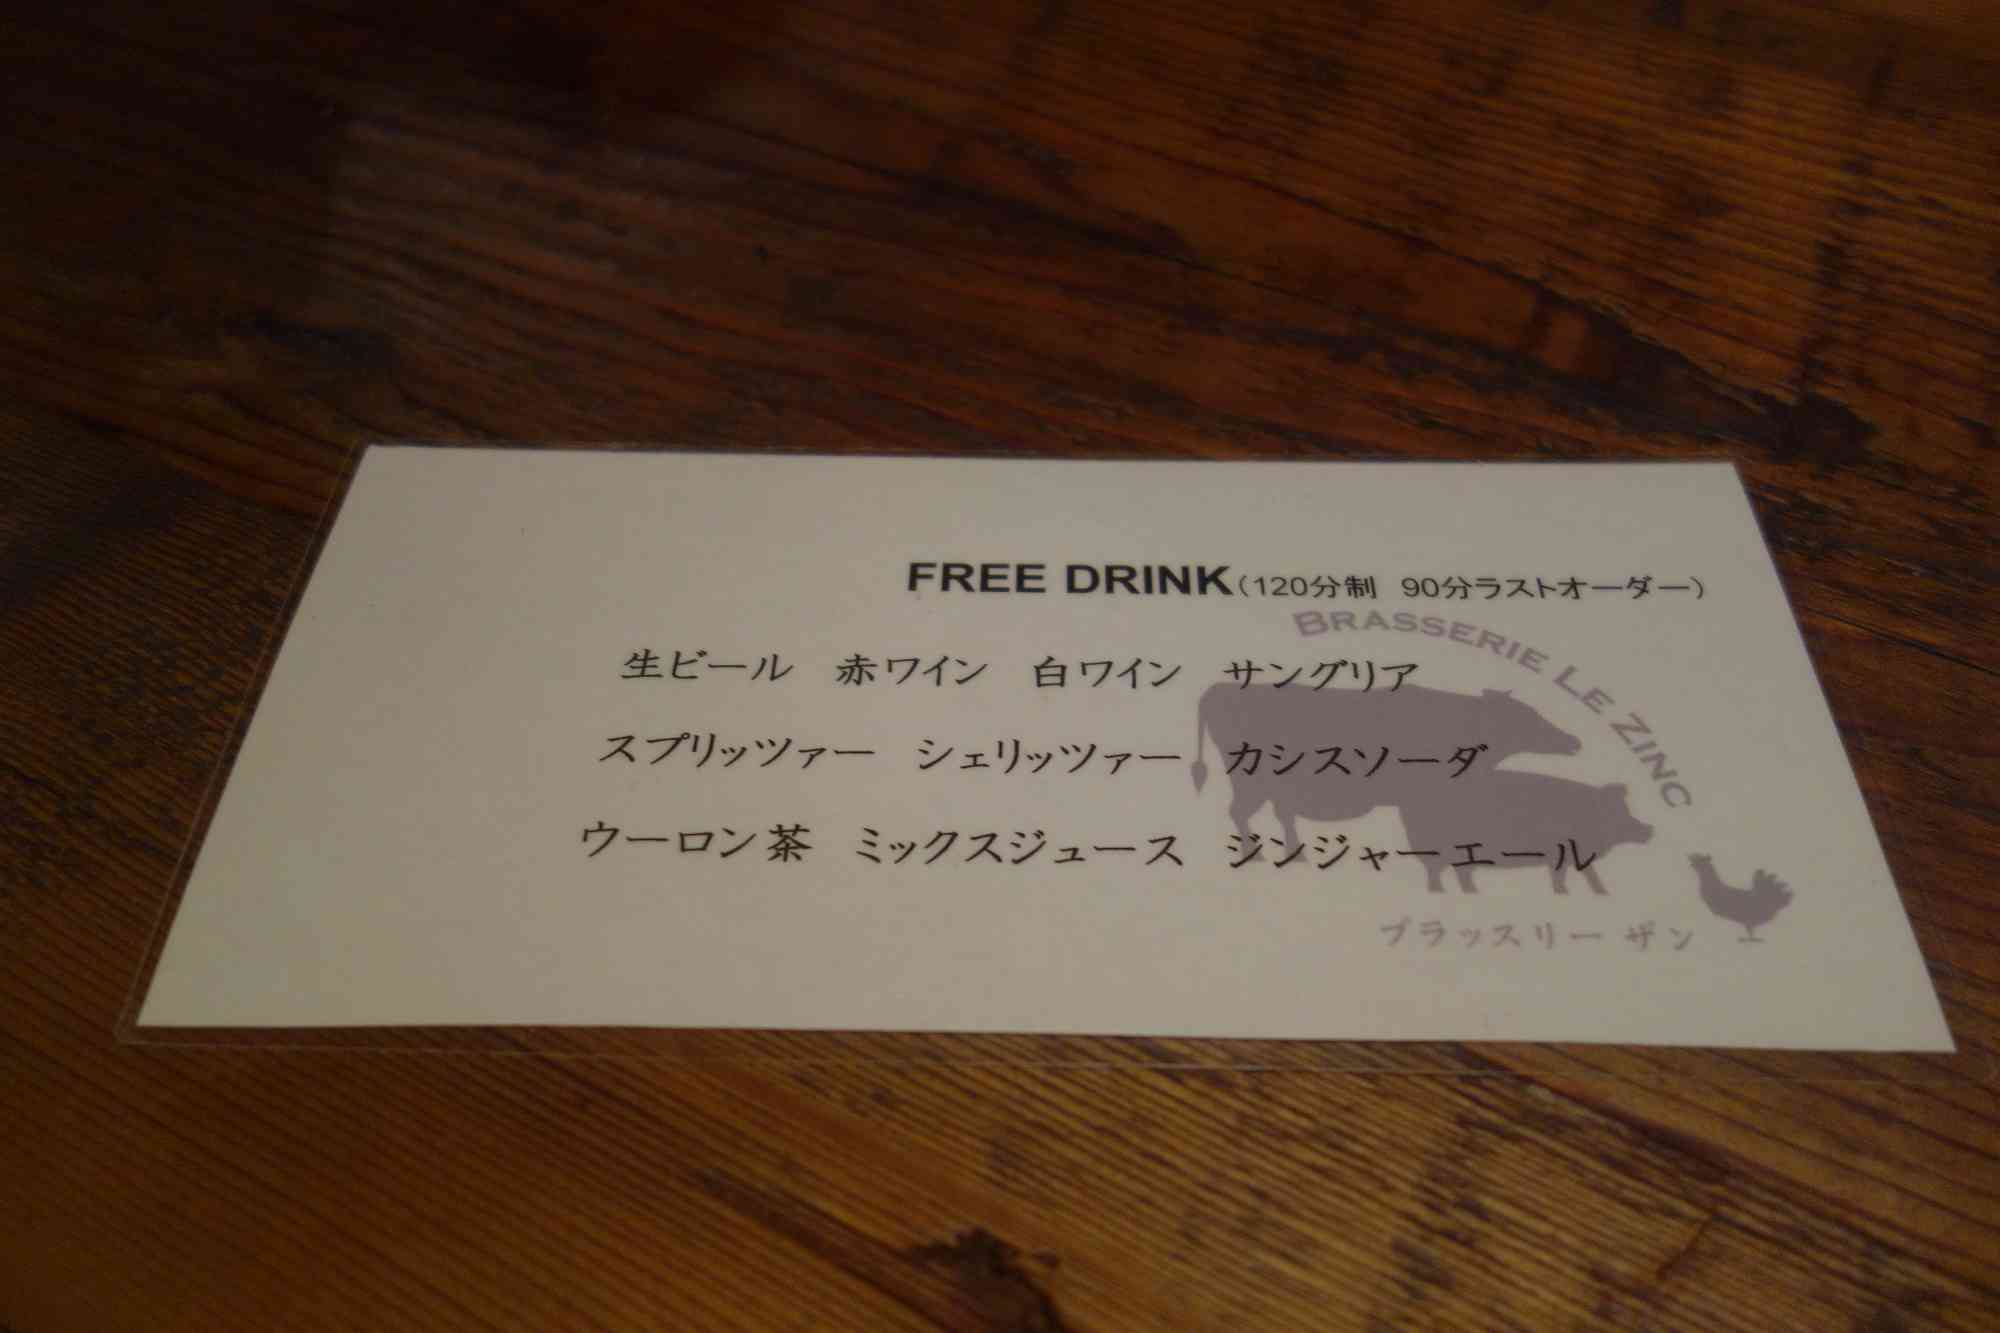 FREE DRINK（120分制　90分ラストオーダー）
BRASSERIE LE ZINC
生ビール　赤ワイン　白ワイン　サングリア
スプリッツァー　シェリッツァー　カシスソーダ
ウーロン茶　ミックスジュース　ジンジャーエール
ブラッスリー ザン